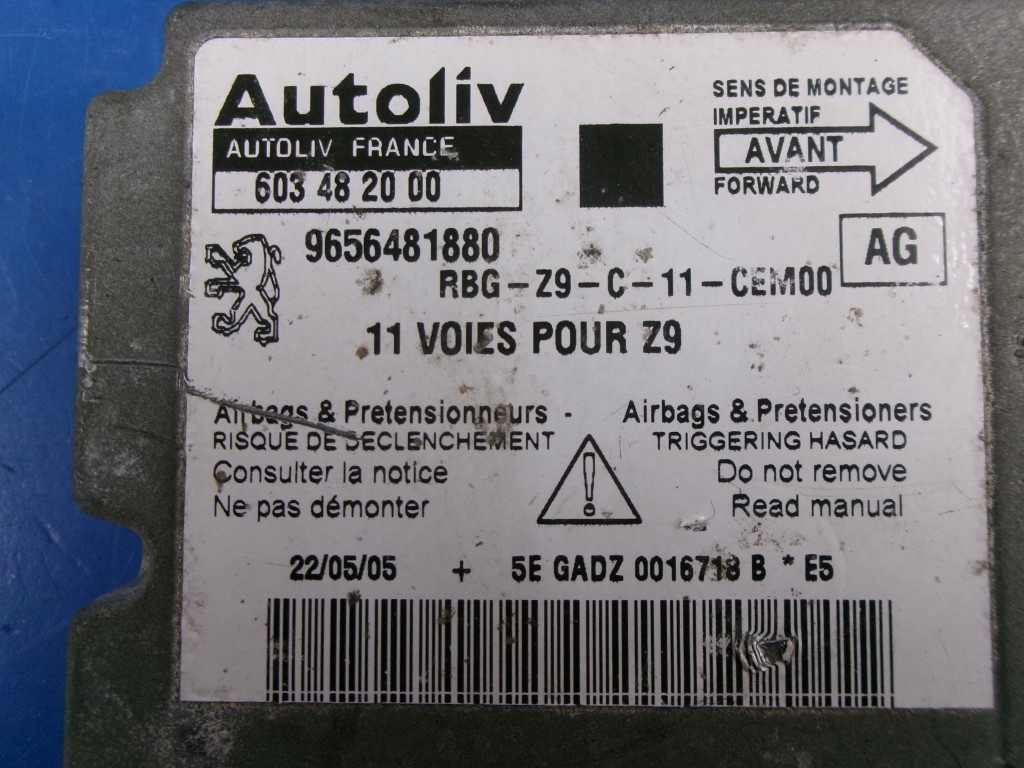 Autoliv
AUTOLIV FRANCE
603 48 20 00
SENS DE MONTAGE
IMPERATIF
AVANT
FORWARD
9656481880
AG
RBG-Z9-C-11-CEM00
11 VOIES POUR Z9
Airbags & Pretensionneurs - Airbags & Pretensioners
RISQUE DE DECLENCHEMENT TRIGGERING HASARD
Consulter la notice Do not remove
Ne pas démonter Read manual
22/05/05 + 5E GADZ 0016718 B * E5